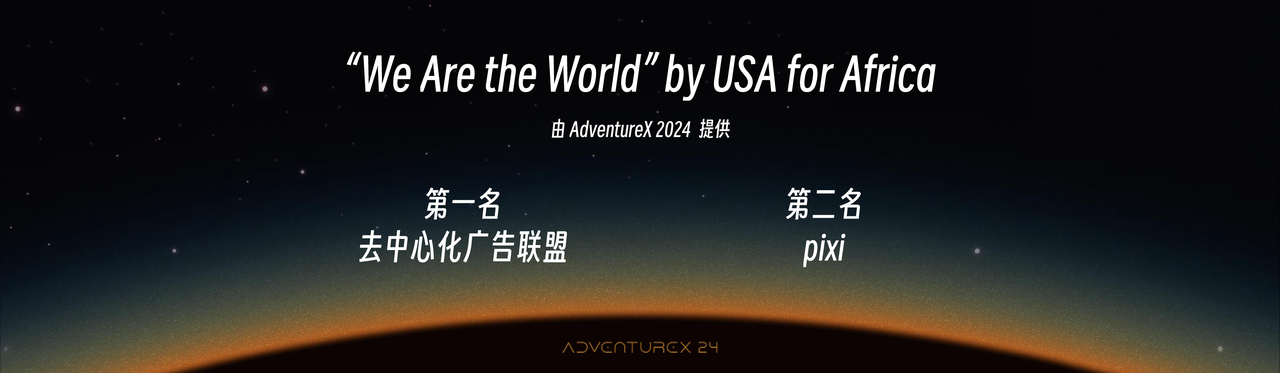 “We Are the World” by USA for Africa
由 AdventureX 2024 提供
第一名
去中心化广告联盟
第二名
pixi
ADVENTUREX 24